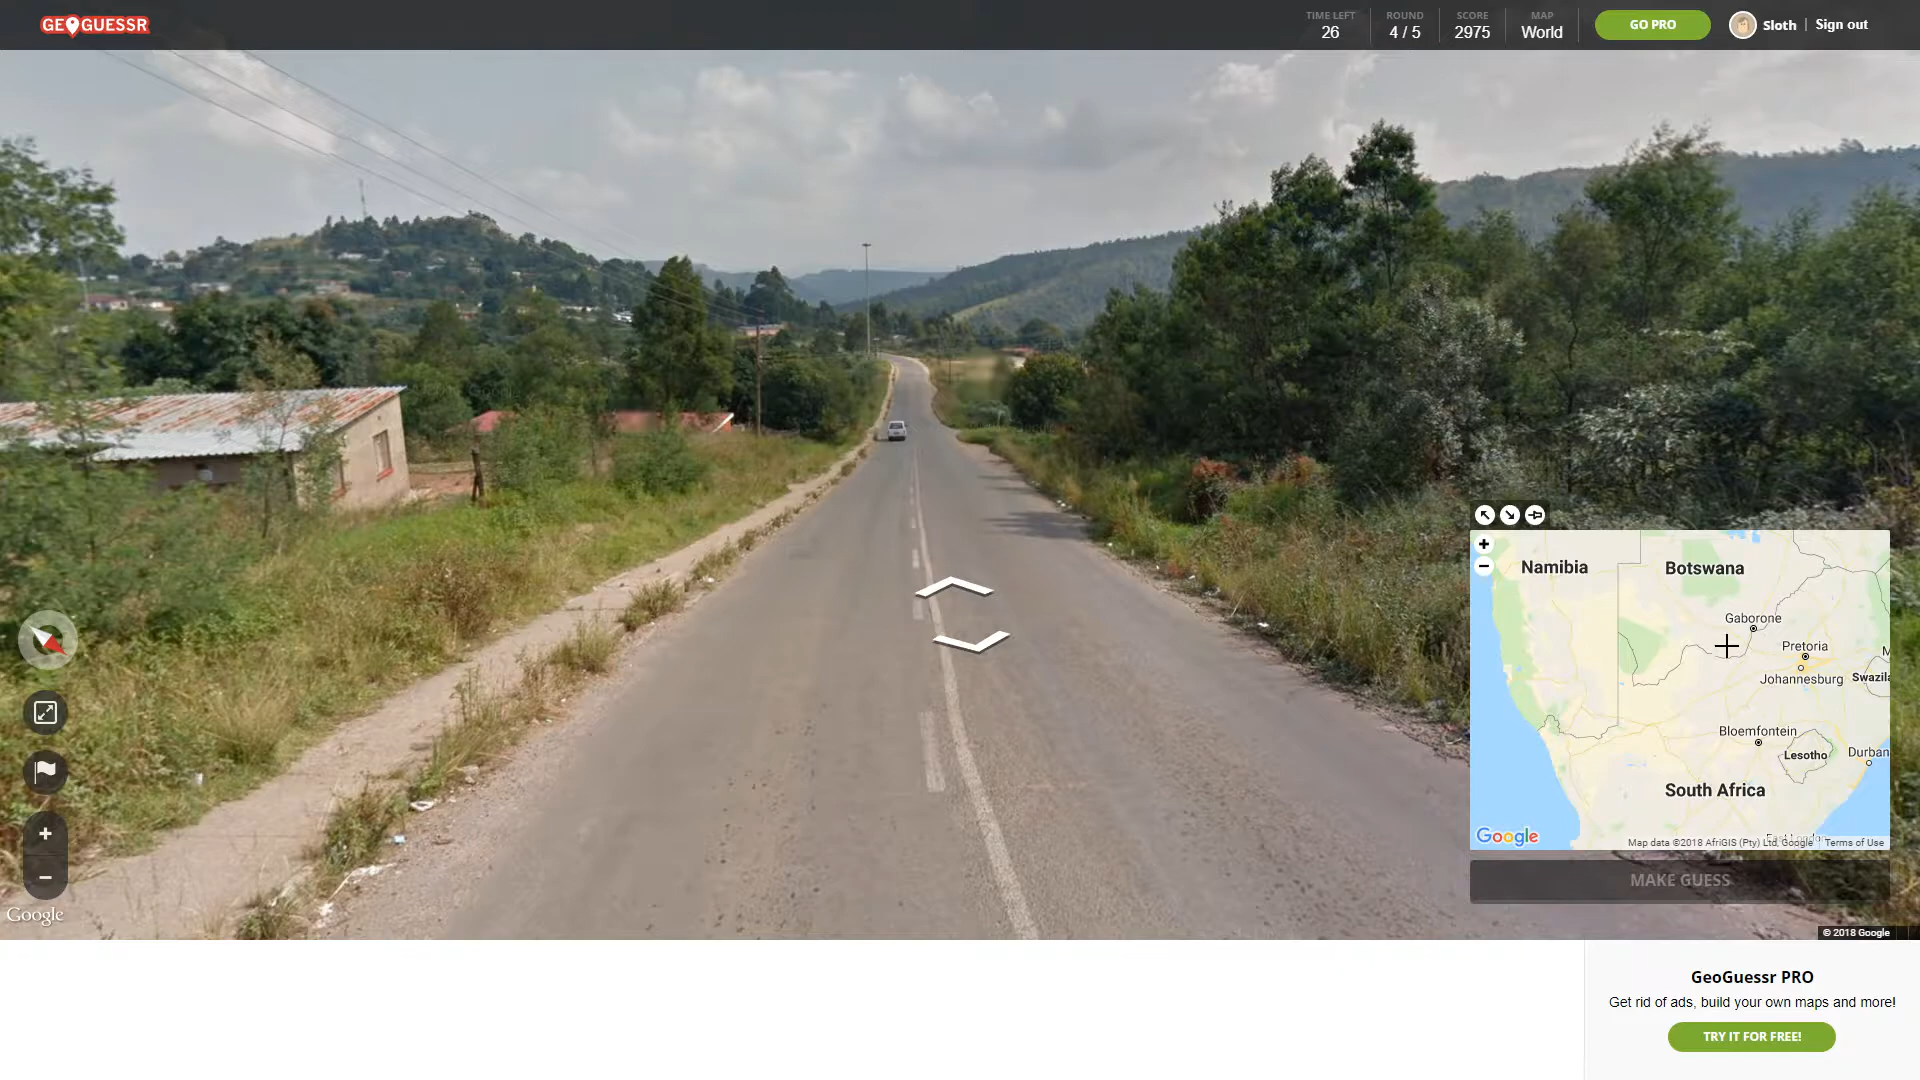 GEOGUESSR
TIME LEFT
26
ROUND
4 / 5
SCORE
2975
MAP
World
GO PRO
Sloth
Sign out
Namibia
Botswana
Gaborone
Pretoria
Johannesburg
Swazila
Bloemfontein
Lesotho
Durban
South Africa
East London
Google
Map data ©2018 AfriGIS (Pty) Ltd, Google
Terms of Use
MAKE GUESS
Google
© 2018 Google
GeoGuessr PRO
Get rid of ads, build your own maps and more!
TRY IT FOR FREE!